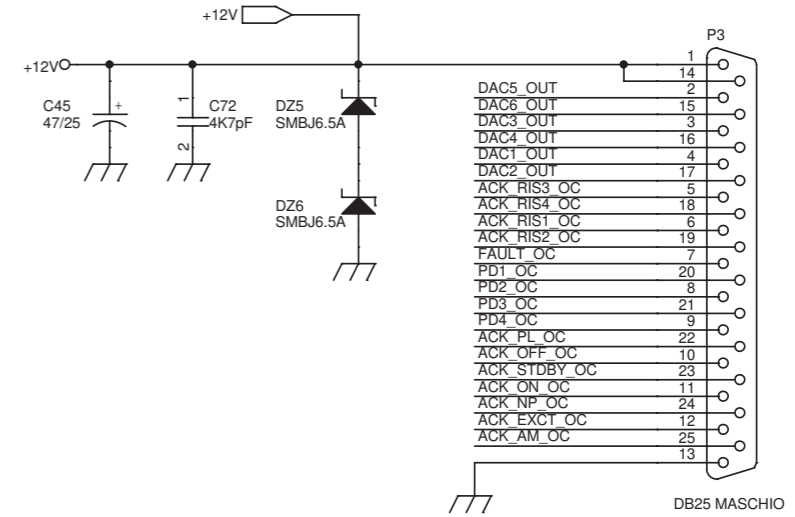 +12V
P3
+12V
1
14
C45
47/25
+
1
C72
4K7pF
2
DZ5
SMBJ6.5A
DZ6
SMBJ6.5A
DAC5_OUT 2
DAC6_OUT 15
DAC3_OUT 3
DAC4_OUT 16
DAC1_OUT 4
DAC2_OUT 17
ACK_RIS3_OC 5
ACK_RIS4_OC 18
ACK_RIS1_OC 6
ACK_RIS2_OC 19
FAULT_OC 7
PD1_OC 20
PD2_OC 8
PD3_OC 21
PD4_OC 9
ACK_PL_OC 22
ACK_OFF_OC 10
ACK_STDBY_OC 23
ACK_ON_OC 11
ACK_NP_OC 24
ACK_EXCT_OC 12
ACK_AM_OC 25
13
DB25 MASCHIO